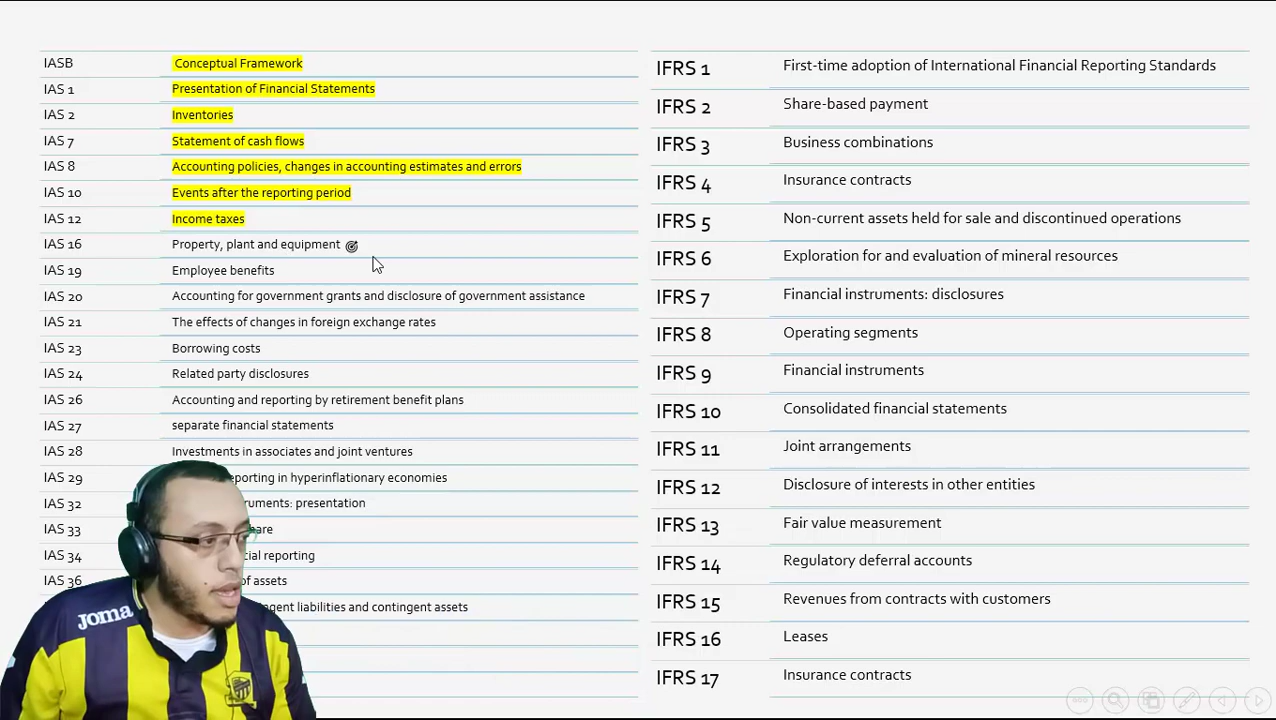 IASB Conceptual Framework
IAS 1 Presentation of Financial Statements
IAS 2 Inventories
IAS 7 Statement of cash flows
IAS 8 Accounting policies, changes in accounting estimates and errors
IAS 10 Events after the reporting period
IAS 12 Income taxes
IAS 16 Property, plant and equipment
IAS 19 Employee benefits
IAS 20 Accounting for government grants and disclosure of government assistance
IAS 21 The effects of changes in foreign exchange rates
IAS 23 Borrowing costs
IAS 24 Related party disclosures
IAS 26 Accounting and reporting by retirement benefit plans
IAS 27 separate financial statements
IAS 28 Investments in associates and joint ventures
IAS 29 reporting in hyperinflationary economies
IAS 32 presentation
IAS 33
IAS 34 reporting
IAS 36 of assets
liabilities and contingent assets
IFRS 1 First-time adoption of International Financial Reporting Standards
IFRS 2 Share-based payment
IFRS 3 Business combinations
IFRS 4 Insurance contracts
IFRS 5 Non-current assets held for sale and discontinued operations
IFRS 6 Exploration for and evaluation of mineral resources
IFRS 7 Financial instruments: disclosures
IFRS 8 Operating segments
IFRS 9 Financial instruments
IFRS 10 Consolidated financial statements
IFRS 11 Joint arrangements
IFRS 12 Disclosure of interests in other entities
IFRS 13 Fair value measurement
IFRS 14 Regulatory deferral accounts
IFRS 15 Revenues from contracts with customers
IFRS 16 Leases
IFRS 17 Insurance contracts
JOMA